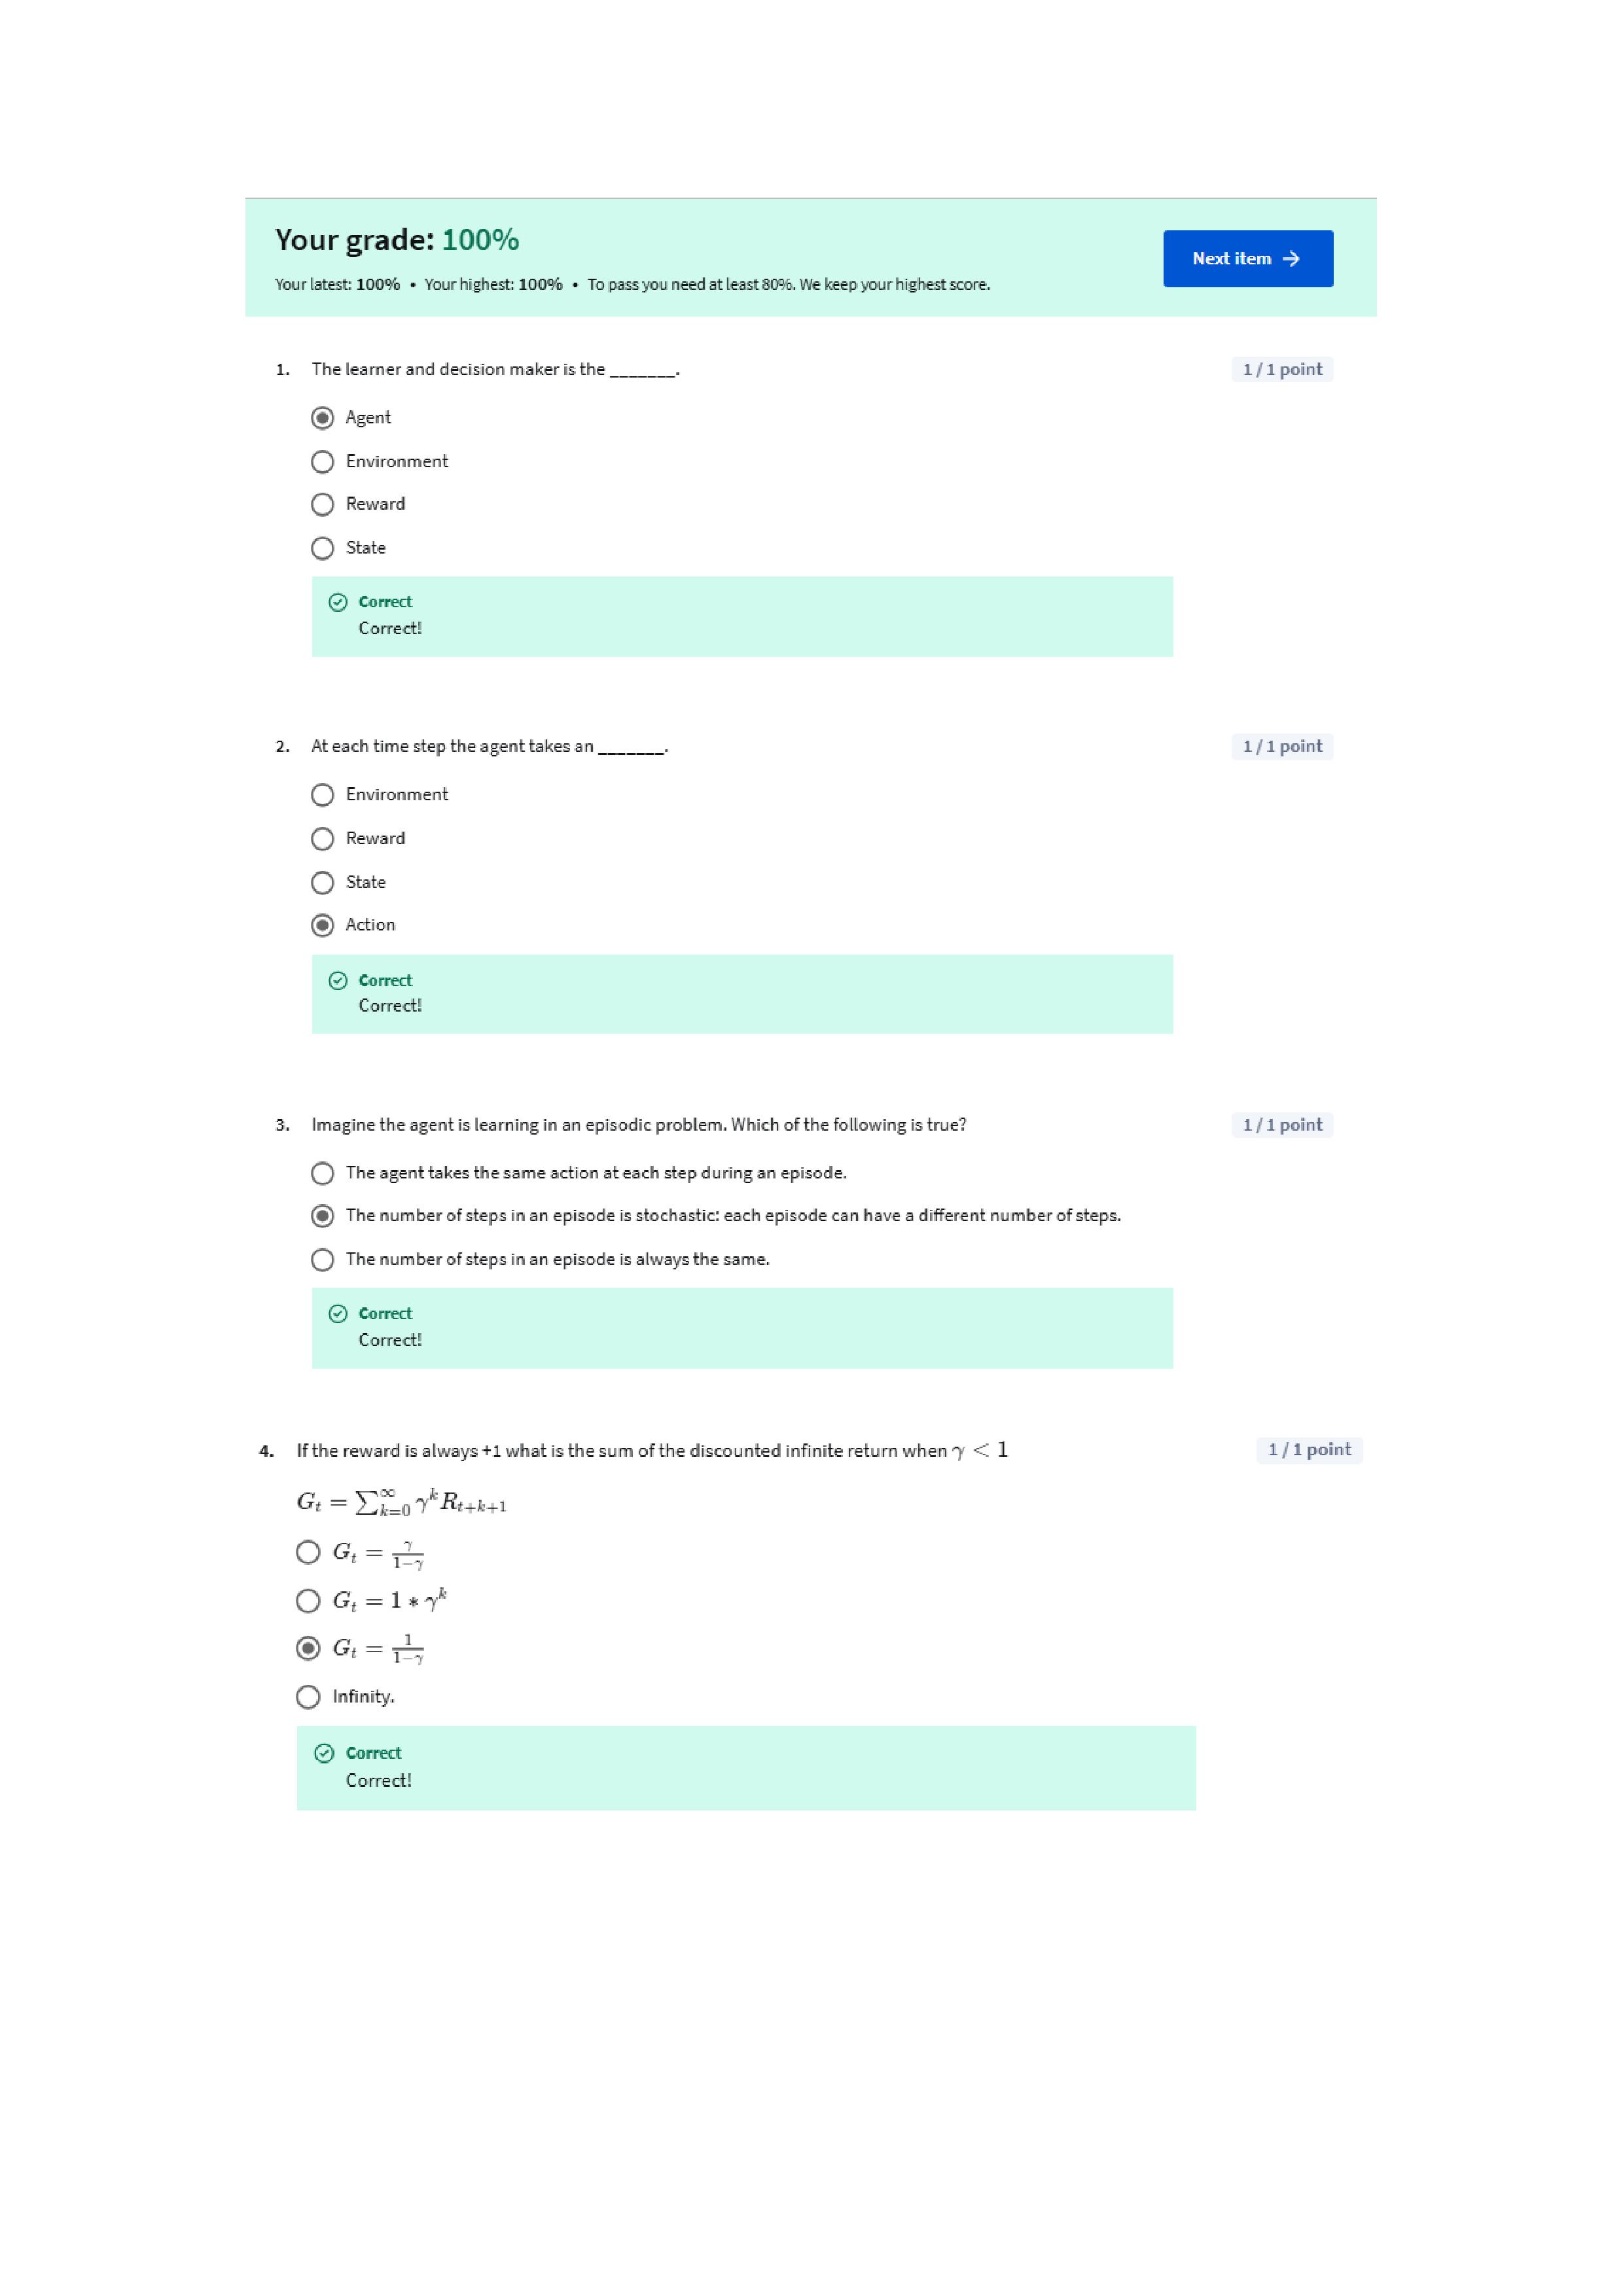 Your grade: 100%
Next item →
Your latest: 100% • Your highest: 100% • To pass you need at least 80%. We keep your highest score.
1. The learner and decision maker is the _______.
1 / 1 point
Agent
Environment
Reward
State
Correct
Correct!
2. At each time step the agent takes an _______.
1 / 1 point
Environment
Reward
State
Action
Correct
Correct!
3. Imagine the agent is learning in an episodic problem. Which of the following is true?
1 / 1 point
The agent takes the same action at each step during an episode.
The number of steps in an episode is stochastic: each episode can have a different number of steps.
The number of steps in an episode is always the same.
Correct
Correct!
4. If the reward is always +1 what is the sum of the discounted infinite return when γ < 1
1 / 1 point
$G_t = \sum_{k=0}^{\infty} \gamma^k R_{t+k+1}$
$G_t = \frac{\gamma}{1-\gamma}$
$G_t = 1 * \gamma^k$
$G_t = \frac{1}{1-\gamma}$
Infinity.
Correct
Correct!